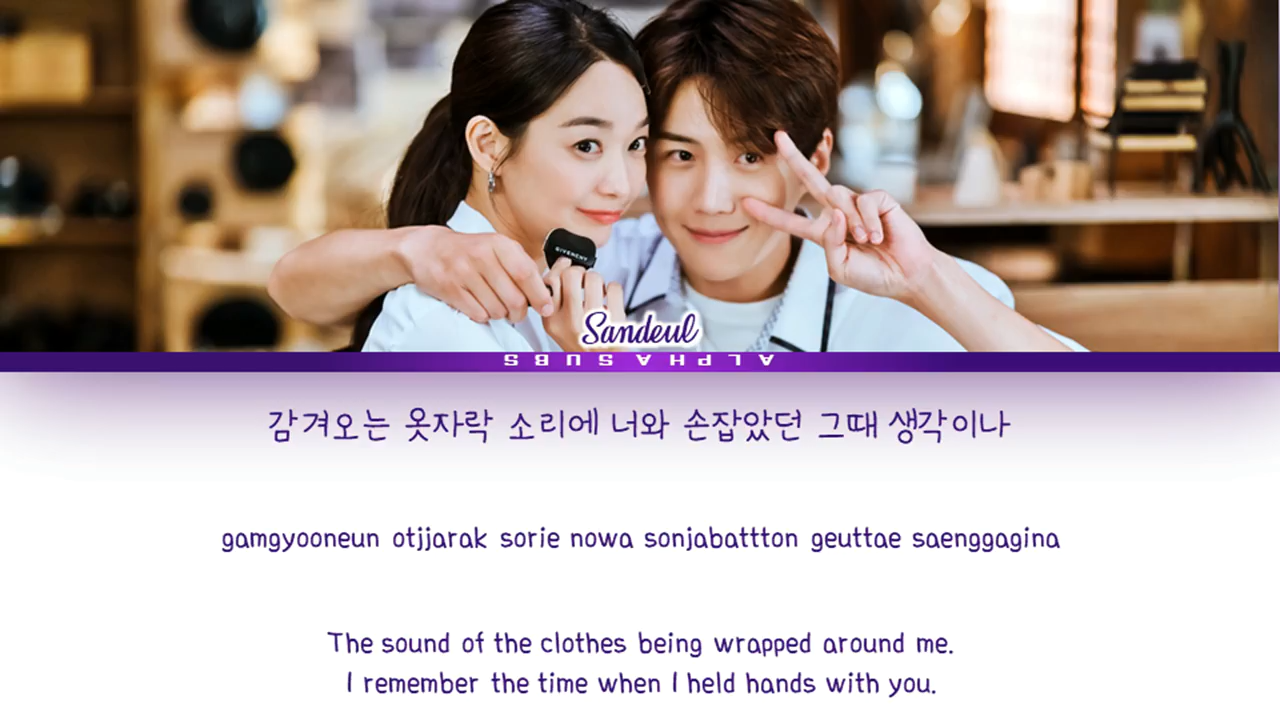 GIVENCHY
Sandeul
ALPHASUBS
감겨오는 옷자락 소리에 너와 손잡았던 그때 생각이나
gamgyooneun otjjarak sorie nowa sonjabattton geuttae saenggagina
The sound of the clothes being wrapped around me.
I remember the time when I held hands with you.